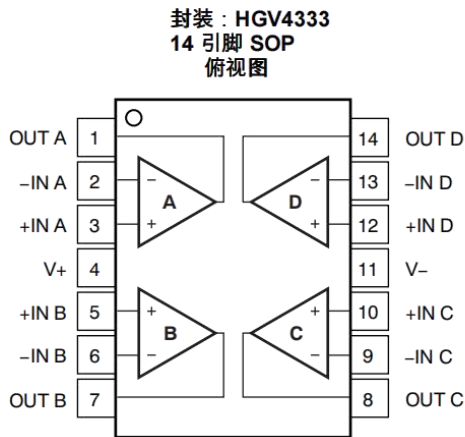 封装：HGV4333
14 引脚 SOP
俯视图
OUT A 1 14 OUT D
−IN A 2 − − 13 −IN D
A D
+IN A 3 + + 12 +IN D
V+ 4 11 V−
+IN B 5 + + 10 +IN C
B C
−IN B 6 − − 9 −IN C
OUT B 7 8 OUT C